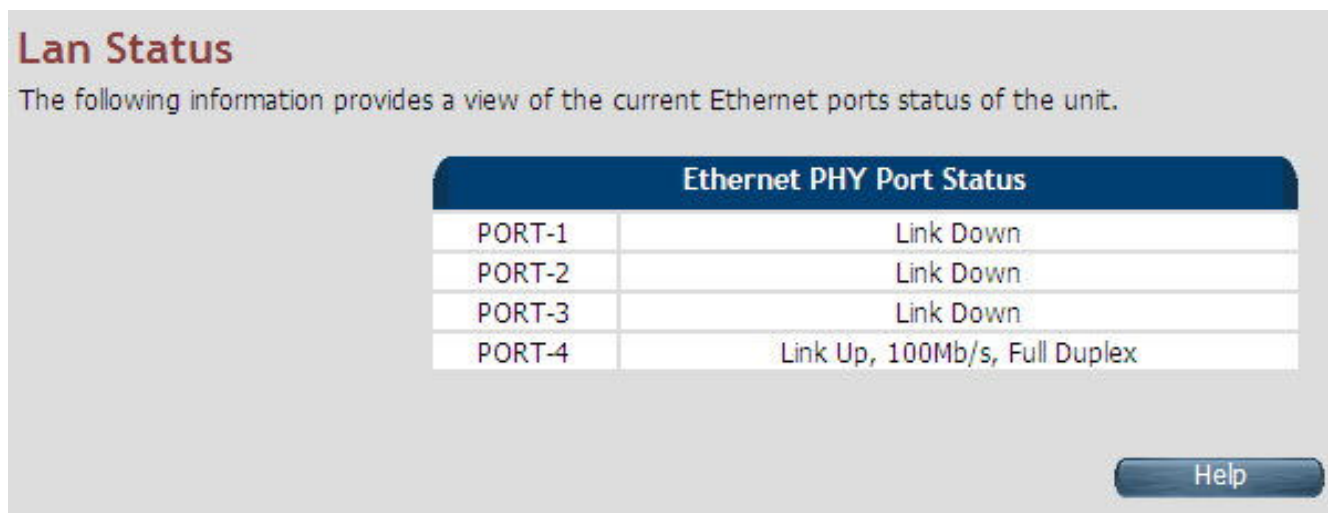 Lan Status
The following information provides a view of the current Ethernet ports status of the unit.
Ethernet PHY Port Status
PORT-1 Link Down
PORT-2 Link Down
PORT-3 Link Down
PORT-4 Link Up, 100Mb/s, Full Duplex
Help